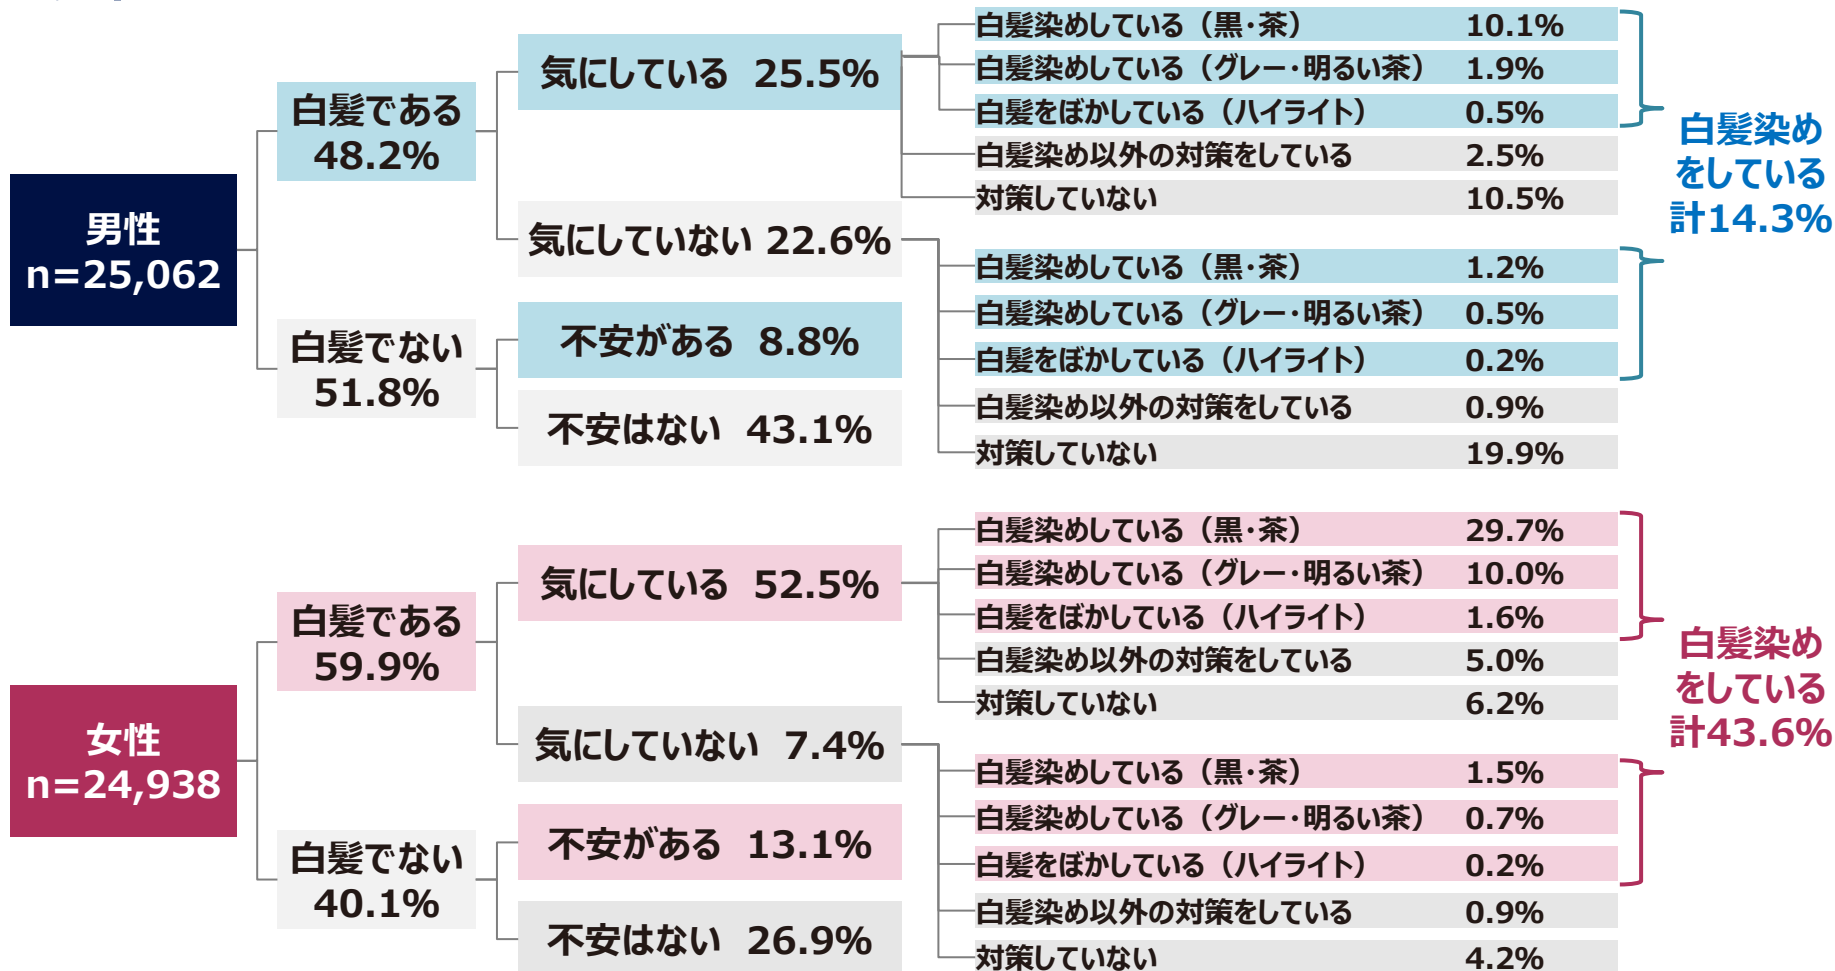 男性
n=25,062
白髪である
48.2%
白髪でない
51.8%
気にしている 25.5%
気にしていない 22.6%
不安がある 8.8%
不安はない 43.1%
白髪染めしている（黒・茶） 10.1%
白髪染めしている（グレー・明るい茶） 1.9%
白髪をぼかしている（ハイライト） 0.5%
白髪染め以外の対策をしている 2.5%
対策していない 10.5%
白髪染めしている（黒・茶） 1.2%
白髪染めしている（グレー・明るい茶） 0.5%
白髪をぼかしている（ハイライト） 0.2%
白髪染め以外の対策をしている 0.9%
対策していない 19.9%
白髪染め
をしている
計14.3%
女性
n=24,938
白髪である
59.9%
白髪でない
40.1%
気にしている 52.5%
気にしていない 7.4%
不安がある 13.1%
不安はない 26.9%
白髪染めしている（黒・茶） 29.7%
白髪染めしている（グレー・明るい茶） 10.0%
白髪をぼかしている（ハイライト） 1.6%
白髪染め以外の対策をしている 5.0%
対策していない 6.2%
白髪染めしている（黒・茶） 1.5%
白髪染めしている（グレー・明るい茶） 0.7%
白髪をぼかしている（ハイライト） 0.2%
白髪染め以外の対策をしている 0.9%
対策していない 4.2%
白髪染め
をしている
計43.6%